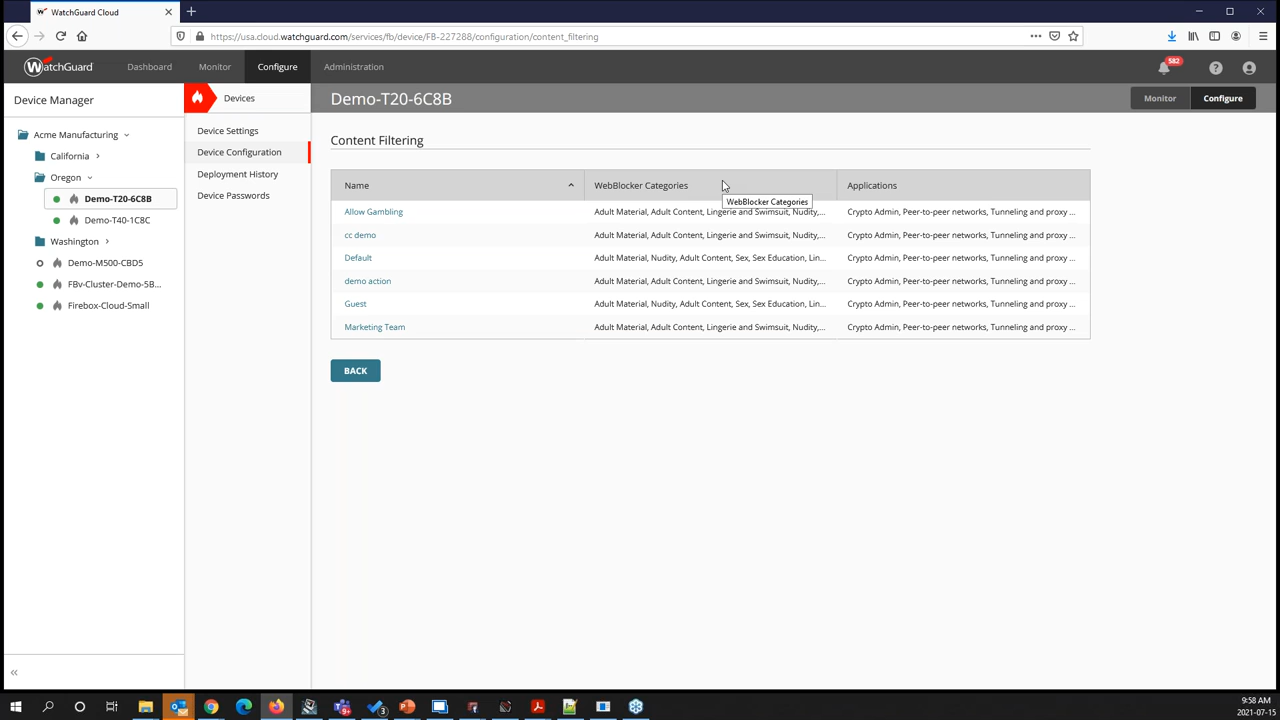 WatchGuard Cloud
https://usa.cloud.watchguard.com/services/fb/device/FB-227288/configuration/content_filtering
WatchGuard
Dashboard
Monitor
Configure
Administration
582
Device Manager
Devices
Demo-T20-6C8B
Monitor
Configure
Acme Manufacturing
California
Oregon
Demo-T20-6C8B
Demo-T40-1C8C
Washington
Demo-M500-CBD5
FBv-Cluster-Demo-5B...
Firebox-Cloud-Small
Device Settings
Device Configuration
Deployment History
Device Passwords
Content Filtering
Name WebBlocker Categories Applications
WebBlocker Categories
Allow Gambling Adult Material, Adult Content, Lingerie and Swimsuit, Nudity,... Crypto Admin, Peer-to-peer networks, Tunneling and proxy ...
cc demo Adult Material, Adult Content, Lingerie and Swimsuit, Nudity,... Crypto Admin, Peer-to-peer networks, Tunneling and proxy ...
Default Adult Material, Nudity, Adult Content, Sex, Sex Education, Lin... Crypto Admin, Peer-to-peer networks, Tunneling and proxy ...
demo action Adult Material, Adult Content, Lingerie and Swimsuit, Nudity,... Crypto Admin, Peer-to-peer networks, Tunneling and proxy ...
Guest Adult Material, Nudity, Adult Content, Sex, Sex Education, Lin... Crypto Admin, Peer-to-peer networks, Tunneling and proxy ...
Marketing Team Adult Material, Adult Content, Lingerie and Swimsuit, Nudity,... Crypto Admin, Peer-to-peer networks, Tunneling and proxy ...
BACK
9:58 AM
2021-07-15